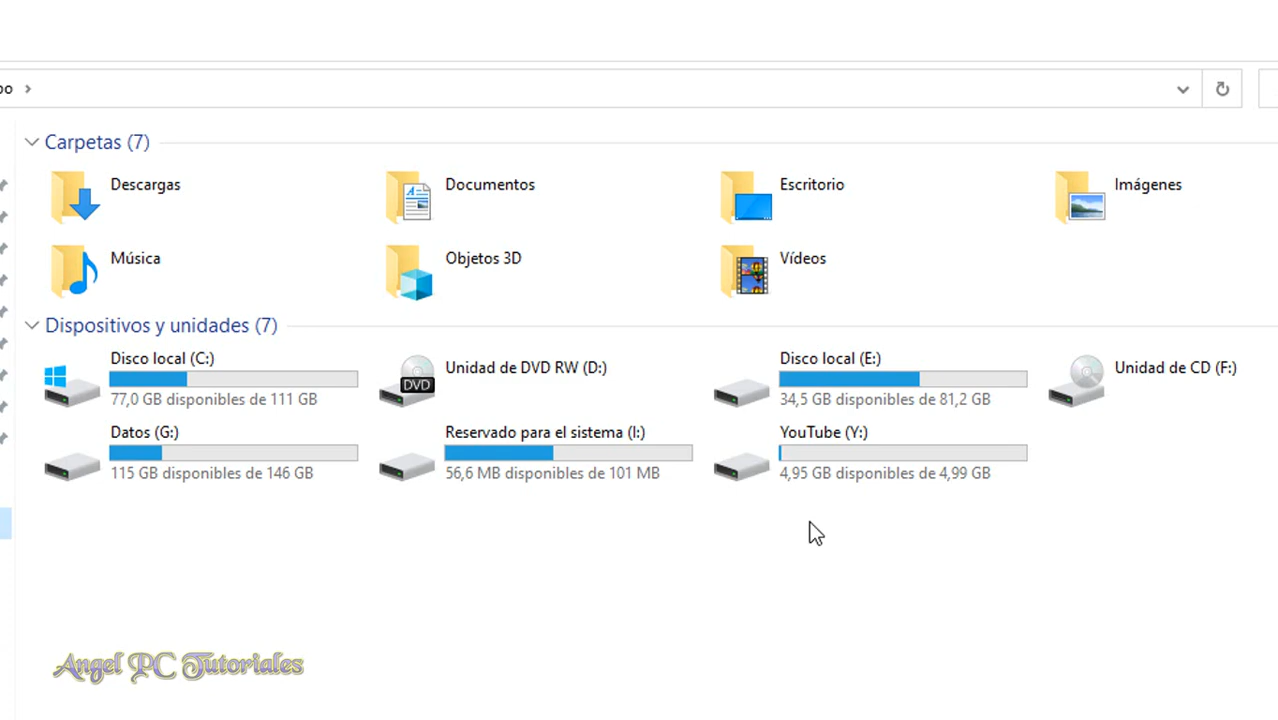 po >
Carpetas (7)
Descargas
Documentos
Escritorio
Imágenes
Música
Objetos 3D
Vídeos
Dispositivos y unidades (7)
Disco local (C:)
77,0 GB disponibles de 111 GB
DVD
Unidad de DVD RW (D:)
Disco local (E:)
34,5 GB disponibles de 81,2 GB
Unidad de CD (F:)
Datos (G:)
115 GB disponibles de 146 GB
Reservado para el sistema (I:)
56,6 MB disponibles de 101 MB
YouTube (Y:)
4,95 GB disponibles de 4,99 GB
Angel PC Tutoriales